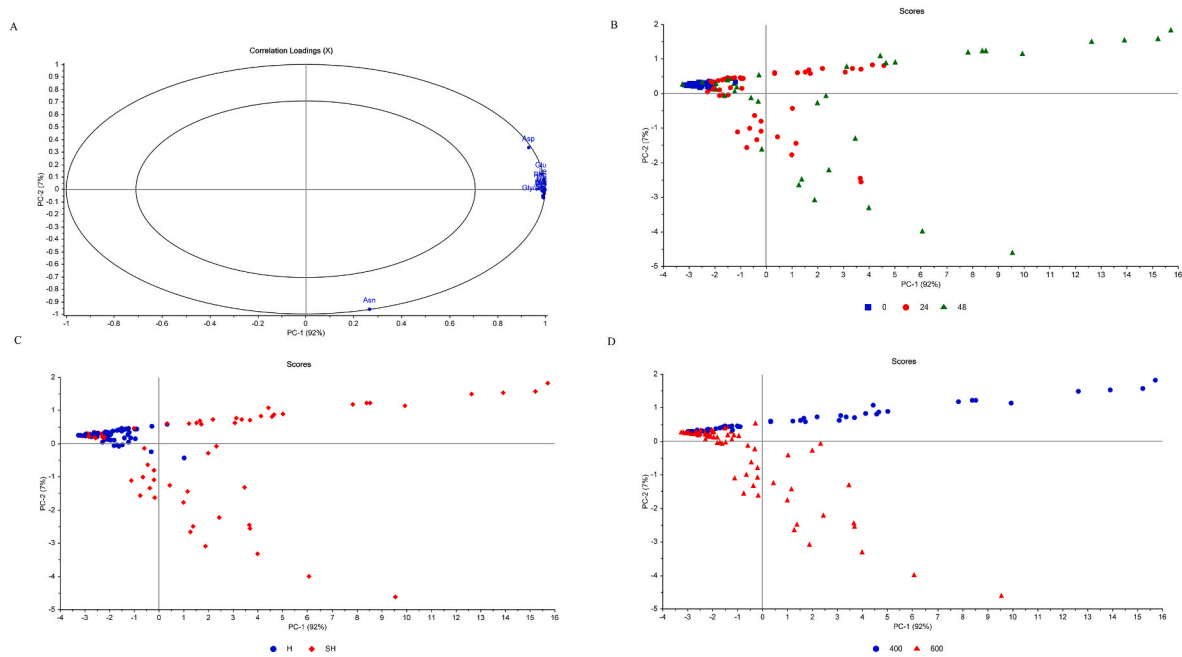 A
Correlation Loadings (X)
PC-2 (7%)
1
0.9
0.8
0.7
0.6
0.5
0.4
0.3
0.2
0.1
0
-0.1
-0.2
-0.3
-0.4
-0.5
-0.6
-0.7
-0.8
-0.9
-1
Asp
Glu
Gly
Asn
-1 -0.8 -0.6 -0.4 -0.2 0 0.2 0.4 0.6 0.8 1
PC-1 (92%)
B
Scores
PC-2 (7%)
2
1
0
-1
-2
-3
-4
-5
-4 -3 -2 -1 0 1 2 3 4 5 6 7 8 9 10 11 12 13 14 15 16
PC-1 (92%)
0 24 48
C
Scores
PC-2 (7%)
2
1
0
-1
-2
-3
-4
-5
-4 -3 -2 -1 0 1 2 3 4 5 6 7 8 9 10 11 12 13 14 15 16
PC-1 (92%)
H SH
D
Scores
PC-2 (7%)
2
1
0
-1
-2
-3
-4
-5
-4 -3 -2 -1 0 1 2 3 4 5 6 7 8 9 10 11 12 13 14 15 16
PC-1 (92%)
400 600